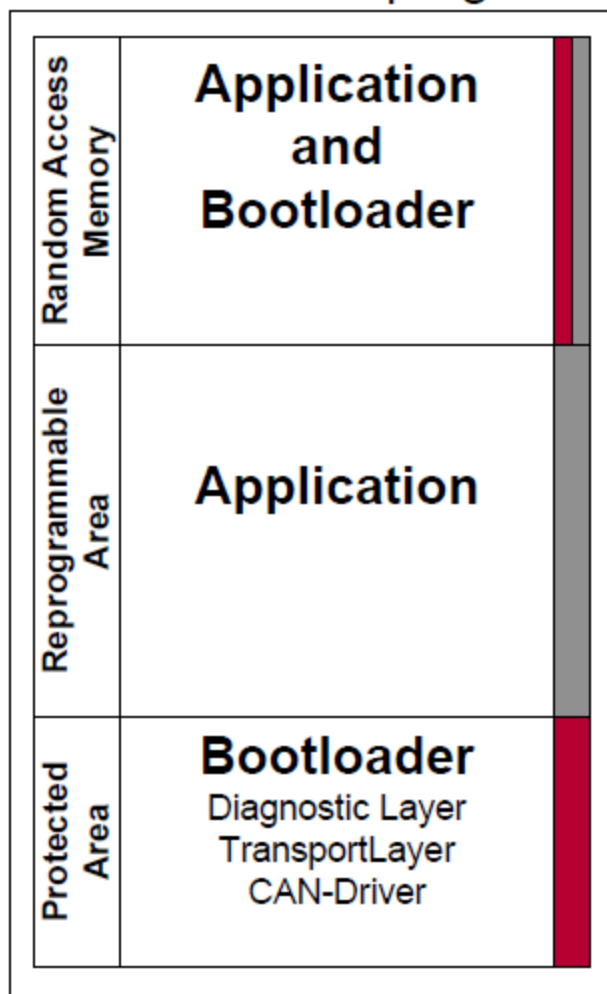 Random Access
Memory
Application
and
Bootloader
Reprogrammable
Area
Application
Protected
Area
Bootloader
Diagnostic Layer
TransportLayer
CAN-Driver